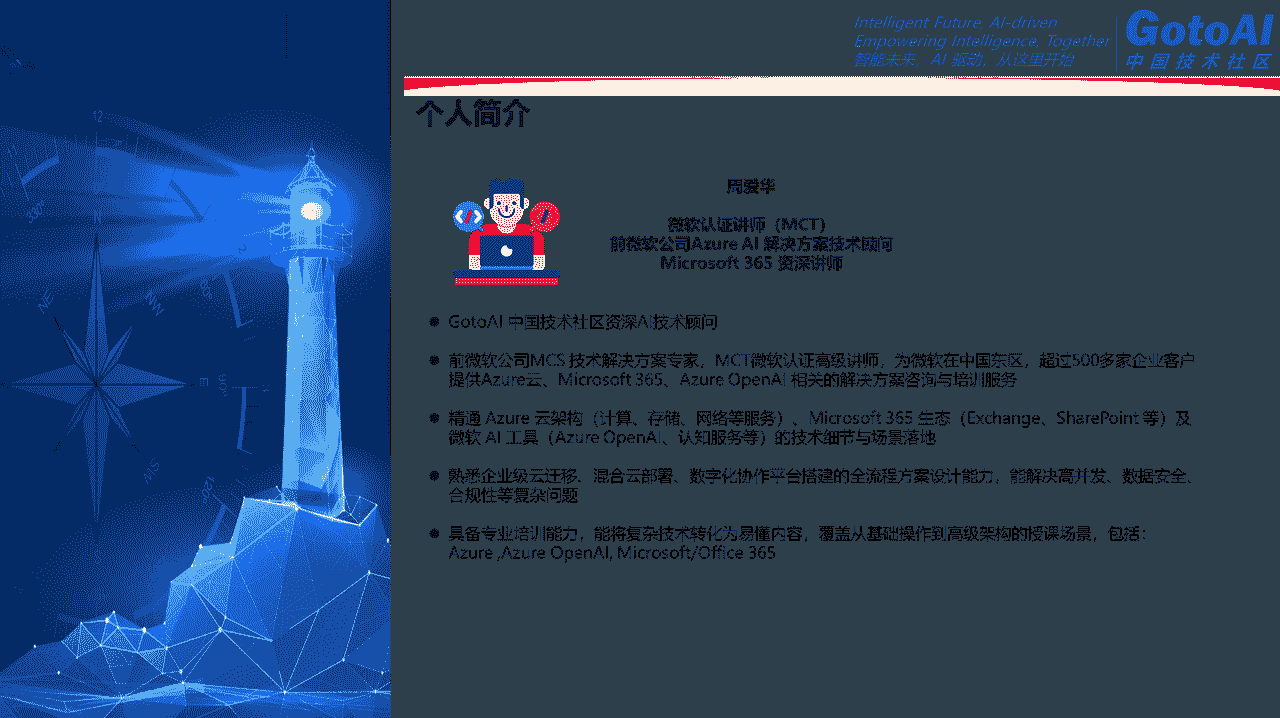 Intelligent Future, AI-driven
Empowering Intelligence, Together
智能未来，AI 驱动，从这里开始
GotoAI
中国技术社区
个人简介
周爱华
微软认证讲师（MCT）
前微软公司Azure AI 解决方案技术顾问
Microsoft 365 资深讲师
GotoAI 中国技术社区资深AI技术顾问
前微软公司MCS 技术解决方案专家，MCT微软认证高级讲师，为微软在中国东区，超过500多家企业客户
提供Azure云、Microsoft 365、Azure OpenAI 相关的解决方案咨询与培训服务
精通 Azure 云架构（计算、存储、网络等服务）、Microsoft 365 生态（Exchange、SharePoint 等）及
微软 AI 工具（Azure OpenAI、认知服务等）的技术细节与场景落地
熟悉企业级云迁移、混合云部署、数字化协作平台搭建的全流程方案设计能力，能解决高并发、数据安全、
合规性等复杂问题
具备专业培训能力，能将复杂技术转化为易懂内容，覆盖从基础操作到高级架构的授课场景，包括：
Azure ,Azure OpenAI, Microsoft/Office 365
12
N
NE
NW
E
SW
300°
60°
90°
120°
2
3